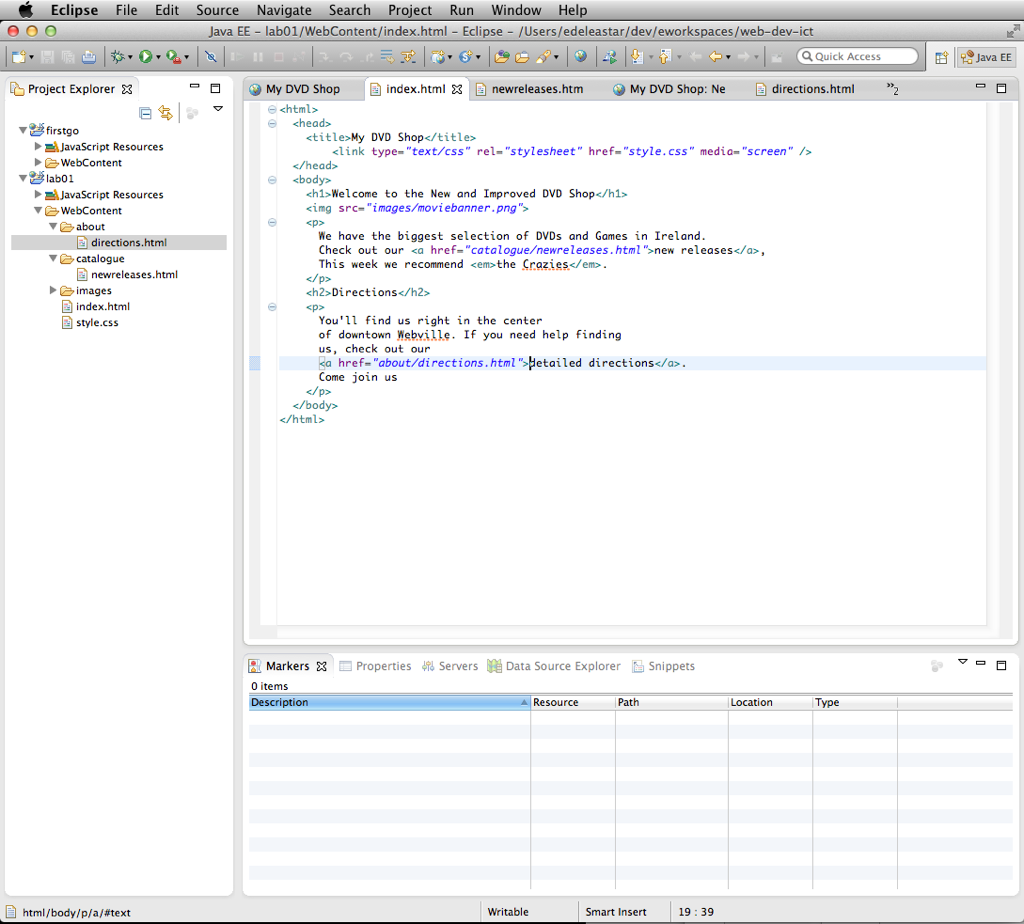 Eclipse File Edit Source Navigate Search Project Run Window Help
Java EE – lab01/WebContent/index.html – Eclipse – /Users/edeleastar/dev/eworkspaces/web-dev-ict
Quick Access Java EE
Project Explorer
firstgo
JavaScript Resources
WebContent
lab01
JavaScript Resources
WebContent
about
directions.html
catalogue
newreleases.html
images
index.html
style.css
My DVD Shop index.html newreleases.htm My DVD Shop: Ne directions.html »2
<html>
<head>
<title>My DVD Shop</title>
<link type="text/css" rel="stylesheet" href="style.css" media="screen" />
</head>
<body>
<h1>Welcome to the New and Improved DVD Shop</h1>
<img src="images/moviebanner.png">
<p>
We have the biggest selection of DVDs and Games in Ireland.
Check out our <a href="catalogue/newreleases.html">new releases</a>,
This week we recommend <em>the Crazies</em>.
</p>
<h2>Directions</h2>
<p>
You'll find us right in the center
of downtown Webville. If you need help finding
us, check out our
<a href="about/directions.html">detailed directions</a>.
Come join us
</p>
</body>
</html>
Markers Properties Servers Data Source Explorer Snippets
0 items
Description Resource Path Location Type
html/body/p/a/#text Writable Smart Insert 19 : 39